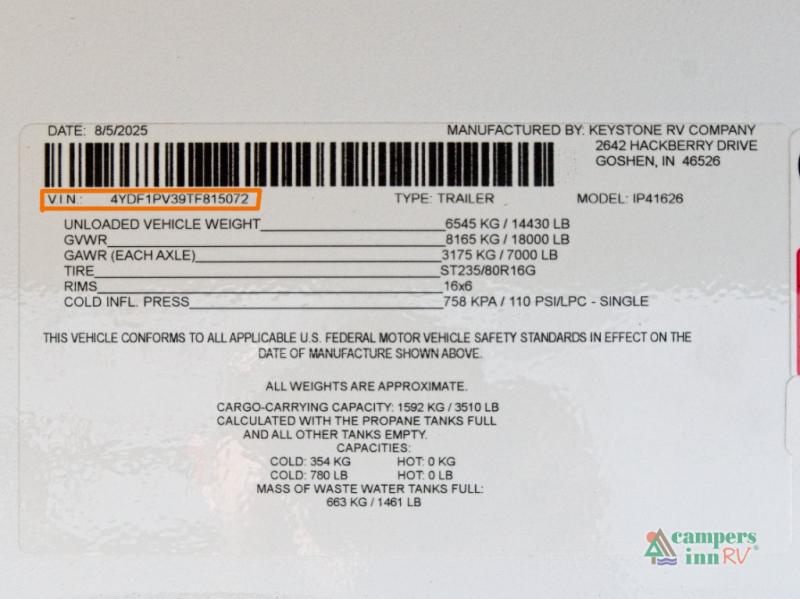 DATE: 8/5/2025 MANUFACTURED BY: KEYSTONE RV COMPANY
2642 HACKBERRY DRIVE
GOSHEN, IN 46526
V I N.: 4YDF1PV39TF815072 TYPE: TRAILER MODEL: IP41626
UNLOADED VEHICLE WEIGHT 6545 KG / 14430 LB
GVWR 8165 KG / 18000 LB
GAWR (EACH AXLE) 3175 KG / 7000 LB
TIRE ST235/80R16G
RIMS 16x6
COLD INFL. PRESS 758 KPA / 110 PSI/LPC - SINGLE
THIS VEHICLE CONFORMS TO ALL APPLICABLE U.S. FEDERAL MOTOR VEHICLE SAFETY STANDARDS IN EFFECT ON THE
DATE OF MANUFACTURE SHOWN ABOVE.
ALL WEIGHTS ARE APPROXIMATE.
CARGO-CARRYING CAPACITY: 1592 KG / 3510 LB
CALCULATED WITH THE PROPANE TANKS FULL
AND ALL OTHER TANKS EMPTY.
CAPACITIES:
COLD: 354 KG HOT: 0 KG
COLD: 780 LB HOT: 0 LB
MASS OF WASTE WATER TANKS FULL:
663 KG / 1461 LB
campers
inn RV